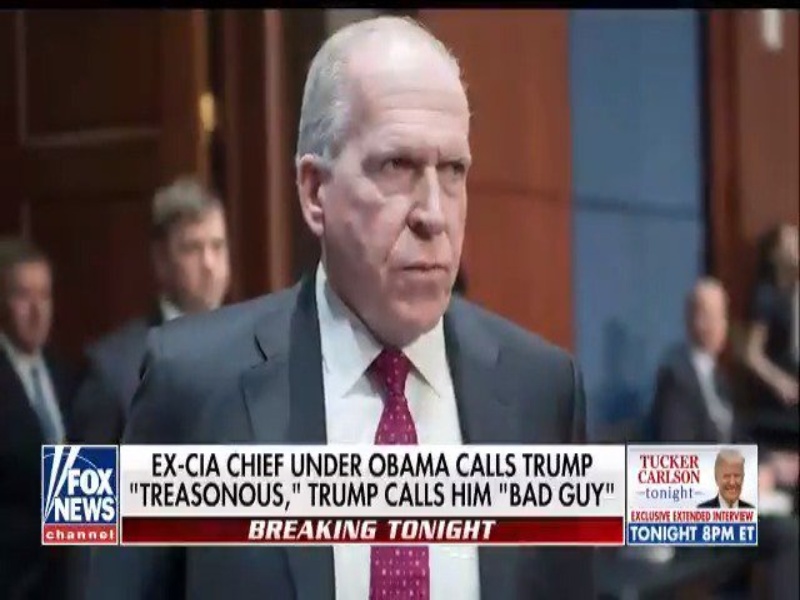 EX-CIA CHIEF UNDER OBAMA CALLS TRUMP
"TREASONOUS," TRUMP CALLS HIM "BAD GUY"
BREAKING TONIGHT
FOX
NEWS
channel
TUCKER
CARLSON
-tonight-
EXCLUSIVE EXTENDED INTERVIEW
TONIGHT 8PM ET